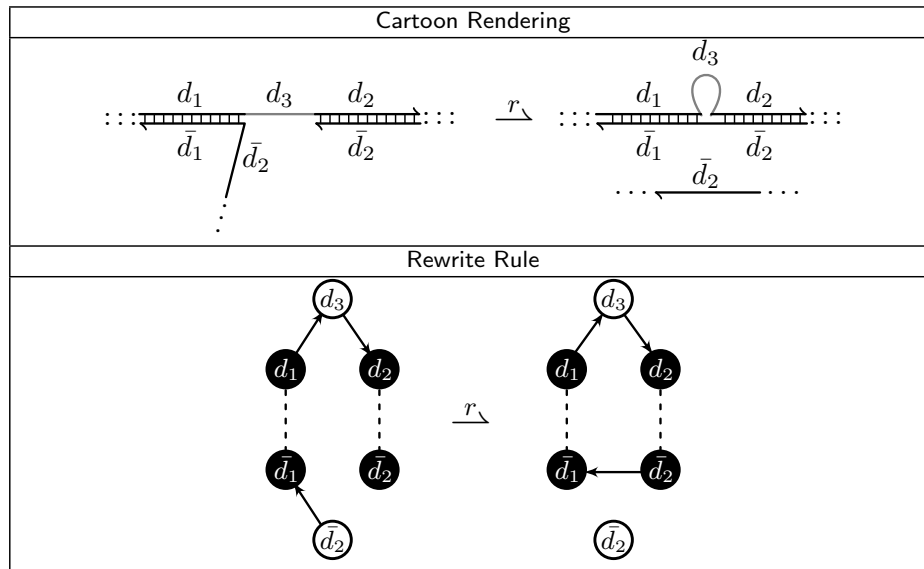 Cartoon Rendering
d₃
d₁ d₃ d₂ r d₁ d₂
d̄₁ d̄₂ d̄₂ d̄₁ d̄₂
d̄₂
Rewrite Rule
d₃ d₃
d₁ d₂ d₁ d₂
r
d̄₁ d̄₂ d̄₁ d̄₂
d̄₂ d̄₂